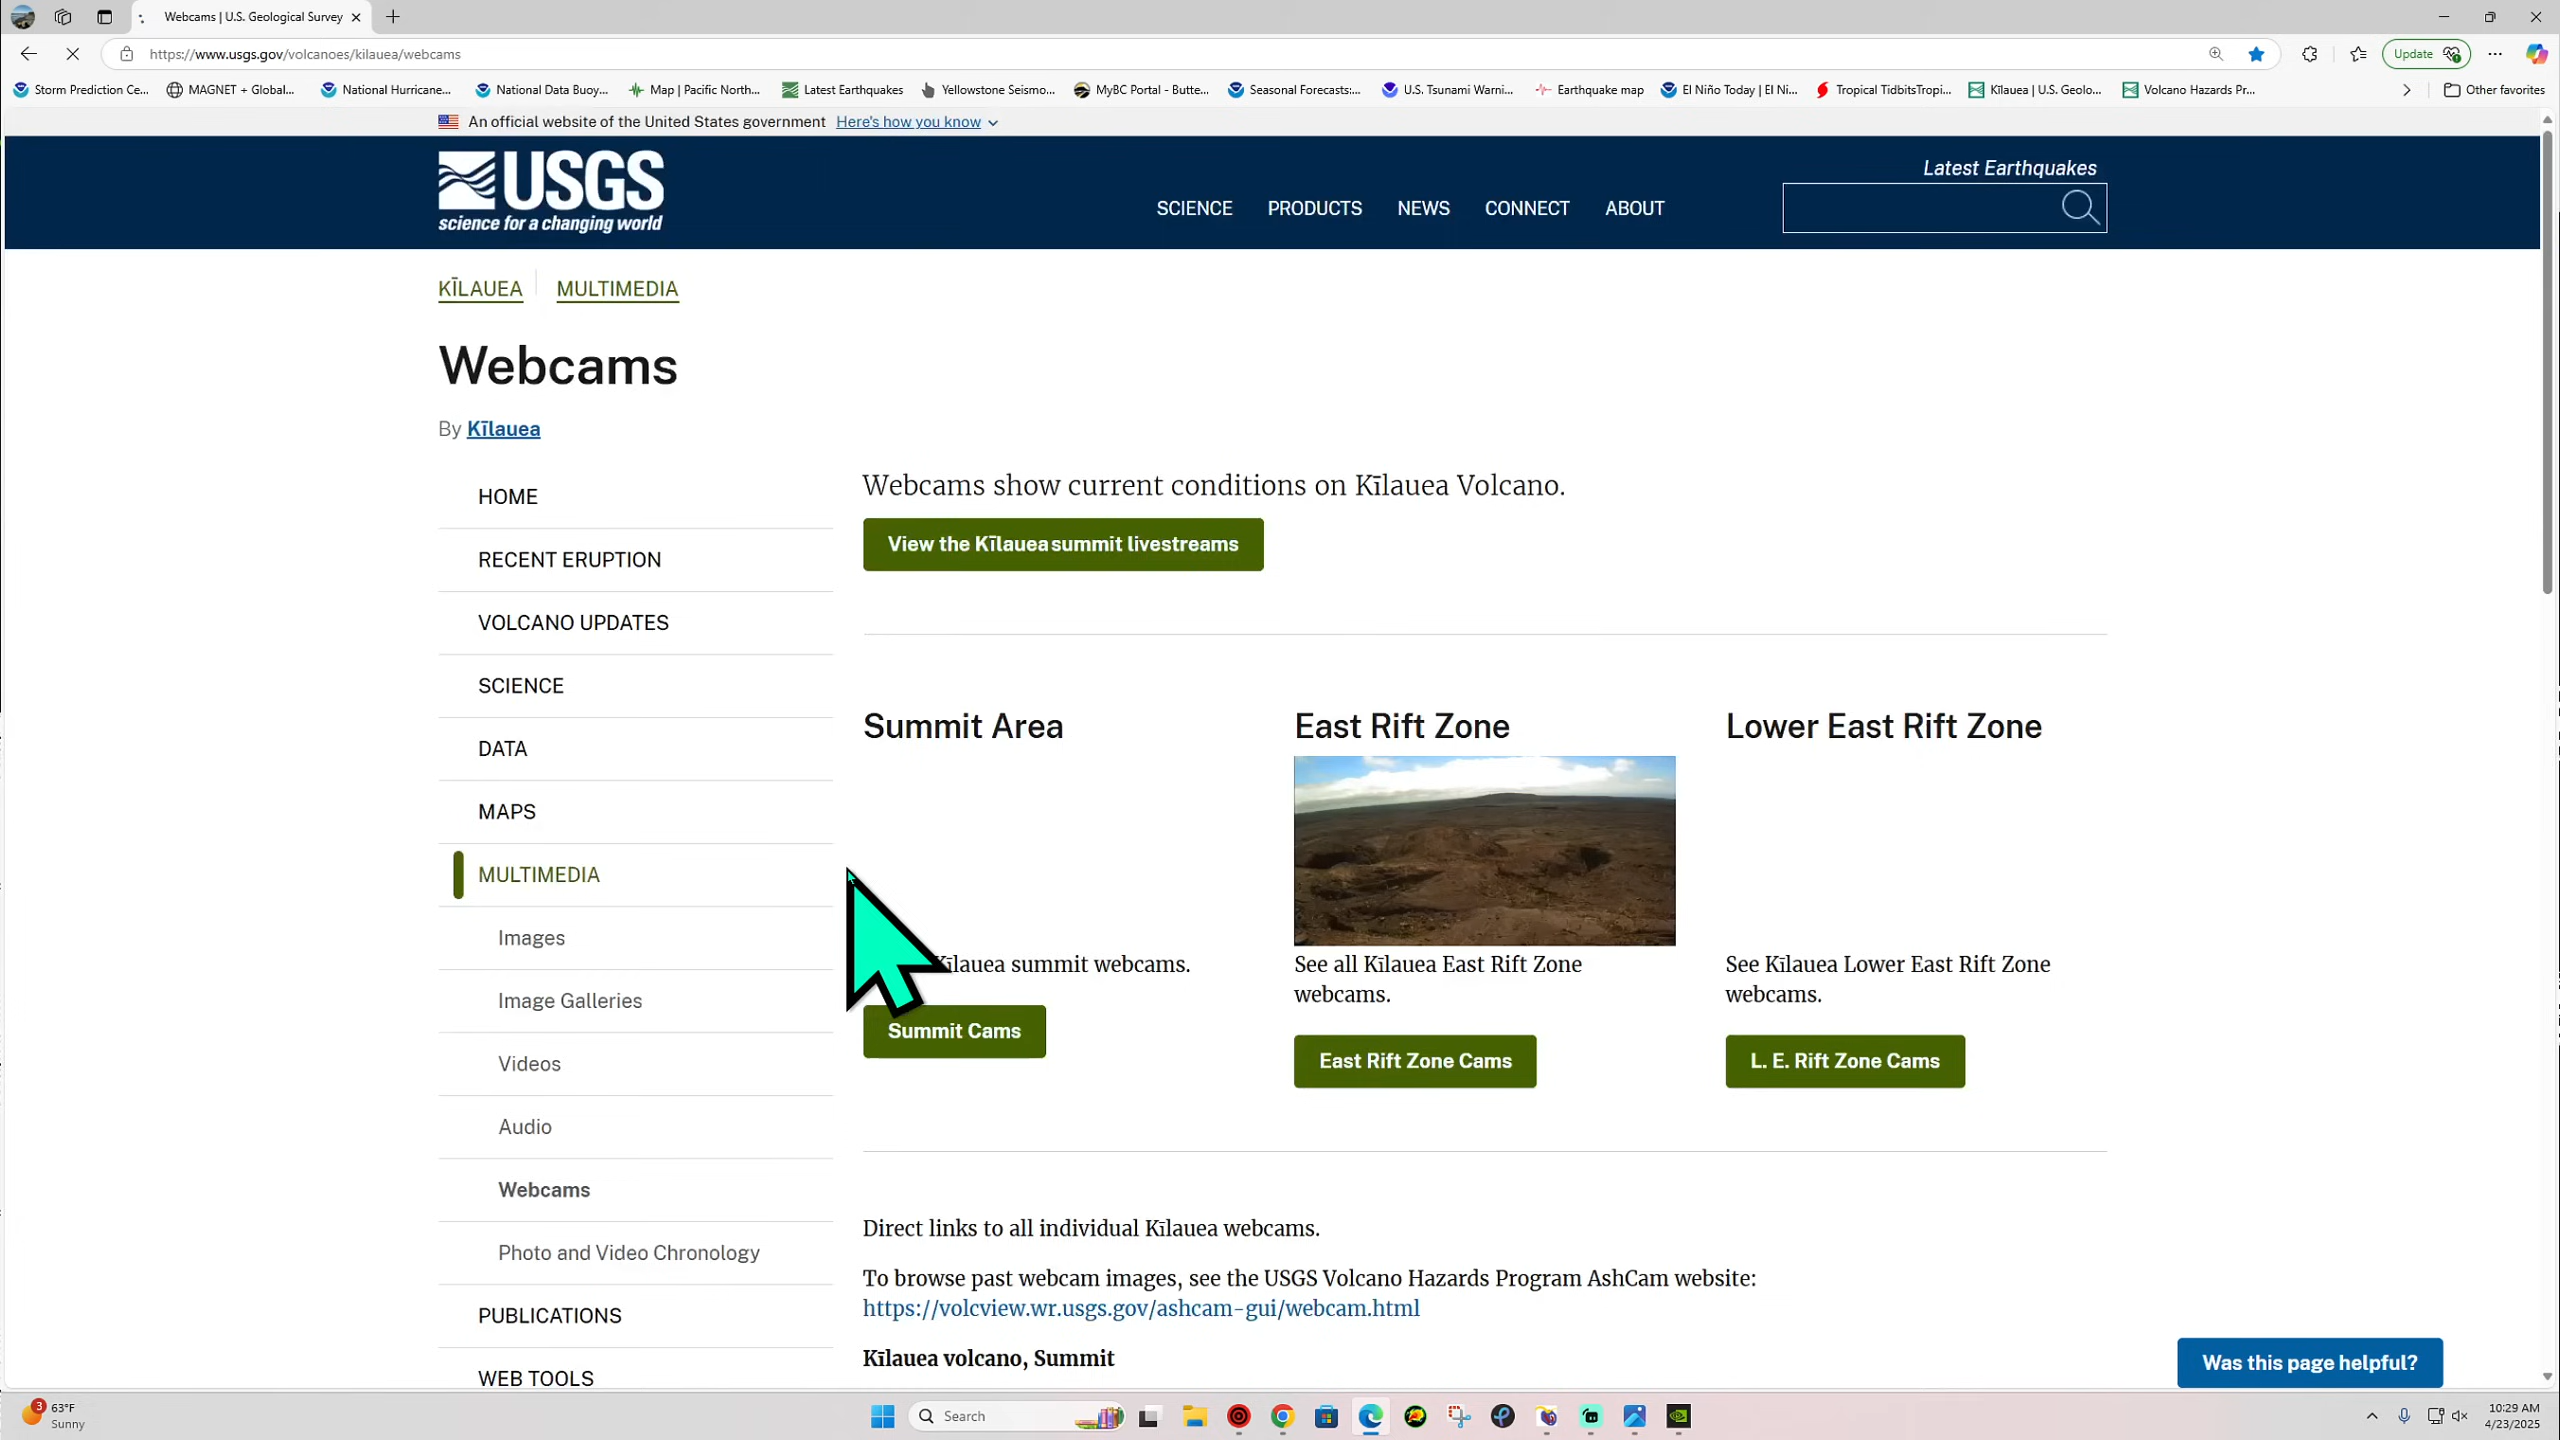 Webcams | U.S. Geological Survey
https://www.usgs.gov/volcanoes/kilauea/webcams
Update
Storm Prediction Ce...
MAGNET + Global...
National Hurricane...
National Data Buoy...
Map | Pacific North...
Latest Earthquakes
Yellowstone Seismo...
MyBC Portal - Butte...
Seasonal Forecasts:...
U.S. Tsunami Warni...
Earthquake map
El Niño Today | El Ni...
Tropical TidbitsTropi...
Kīlauea | U.S. Geolo...
Volcano Hazards Pr...
Other favorites
An official website of the United States government Here's how you know
USGS
science for a changing world
SCIENCE
PRODUCTS
NEWS
CONNECT
ABOUT
Latest Earthquakes
KĪLAUEA
MULTIMEDIA
Webcams
By Kīlauea
HOME
RECENT ERUPTION
VOLCANO UPDATES
SCIENCE
DATA
MAPS
MULTIMEDIA
Images
Image Galleries
Videos
Audio
Webcams
Photo and Video Chronology
PUBLICATIONS
WEB TOOLS
Webcams show current conditions on Kīlauea Volcano.
View the Kīlauea summit livestreams
Summit Area
Kīlauea summit webcams.
Summit Cams
East Rift Zone
See all Kīlauea East Rift Zone
webcams.
East Rift Zone Cams
Lower East Rift Zone
See Kīlauea Lower East Rift Zone
webcams.
L. E. Rift Zone Cams
Direct links to all individual Kīlauea webcams.
To browse past webcam images, see the USGS Volcano Hazards Program AshCam website:
https://volcview.wr.usgs.gov/ashcam-gui/webcam.html
Kīlauea volcano, Summit
Was this page helpful?
3
63°F
Sunny
Search
10:29 AM
4/23/2025